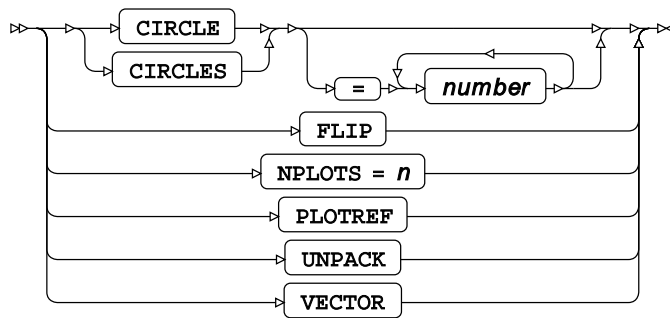 CIRCLE
CIRCLES
= number
FLIP
NPLOTS = n
PLOTREF
UNPACK
VECTOR